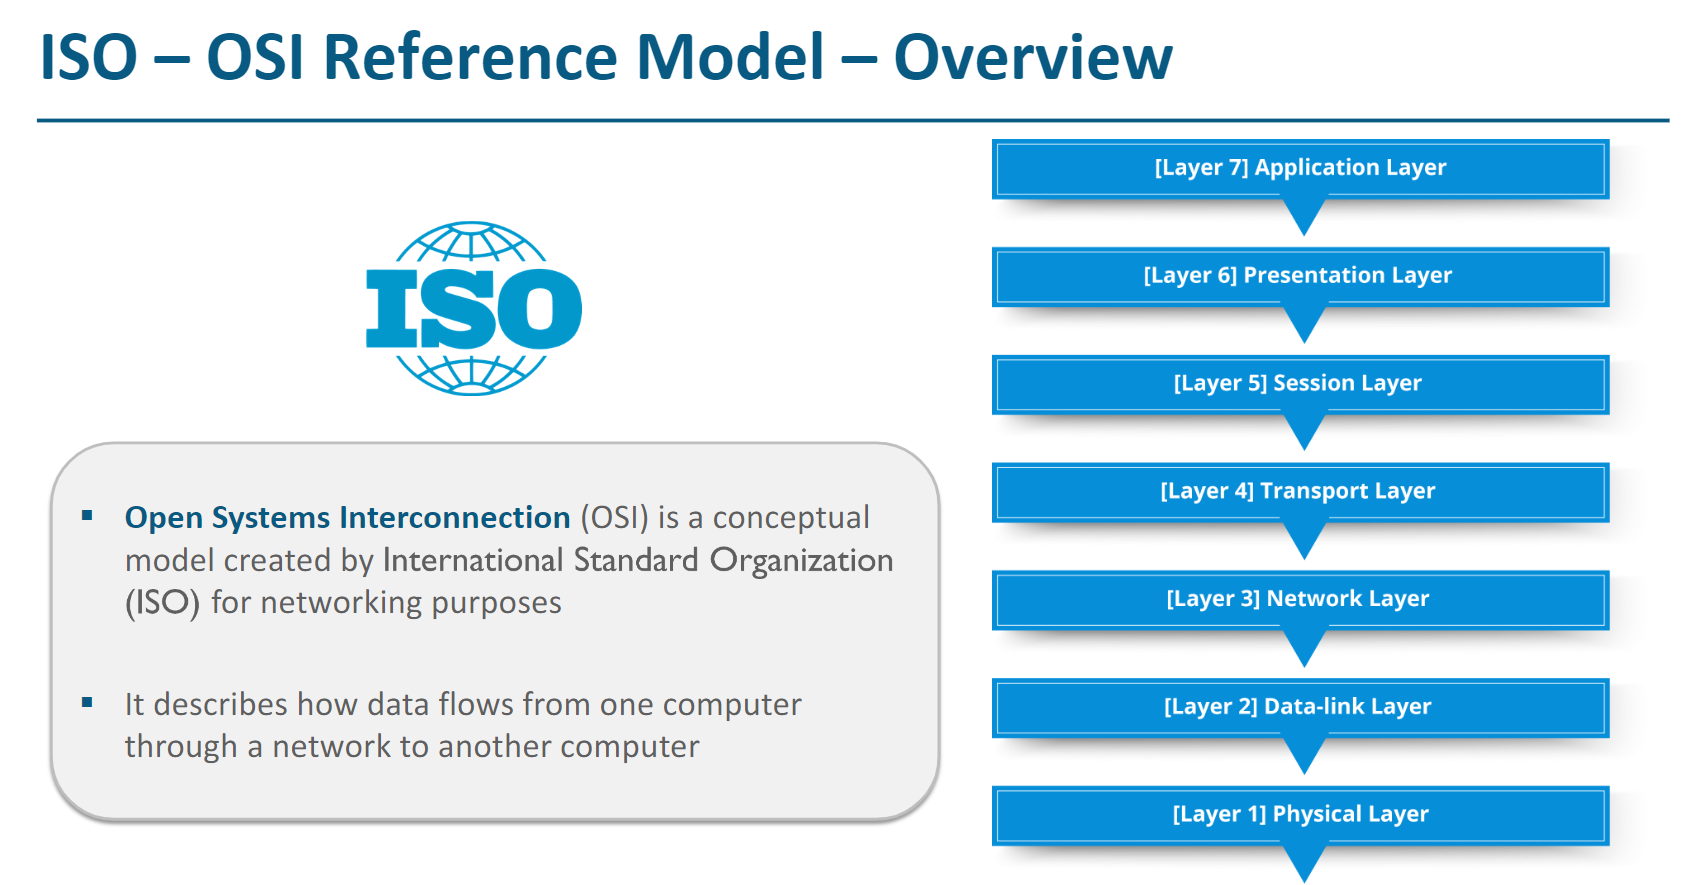 ISO – OSI Reference Model – Overview
ISO
▪ Open Systems Interconnection (OSI) is a conceptual
model created by International Standard Organization
(ISO) for networking purposes
▪ It describes how data flows from one computer
through a network to another computer
[Layer 7] Application Layer
[Layer 6] Presentation Layer
[Layer 5] Session Layer
[Layer 4] Transport Layer
[Layer 3] Network Layer
[Layer 2] Data-link Layer
[Layer 1] Physical Layer